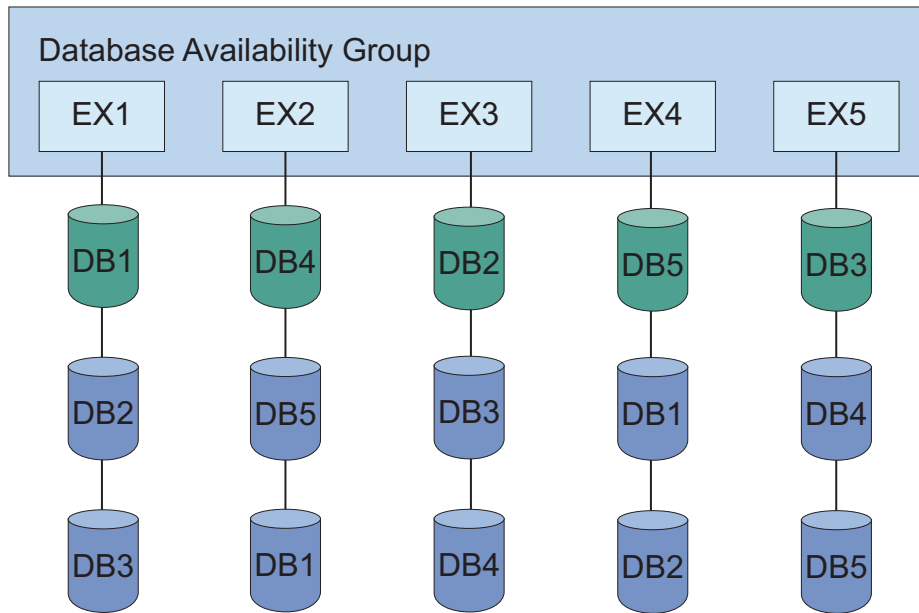 Database Availability Group
EX1 EX2 EX3 EX4 EX5
DB1 DB4 DB2 DB5 DB3
DB2 DB5 DB3 DB1 DB4
DB3 DB1 DB4 DB2 DB5